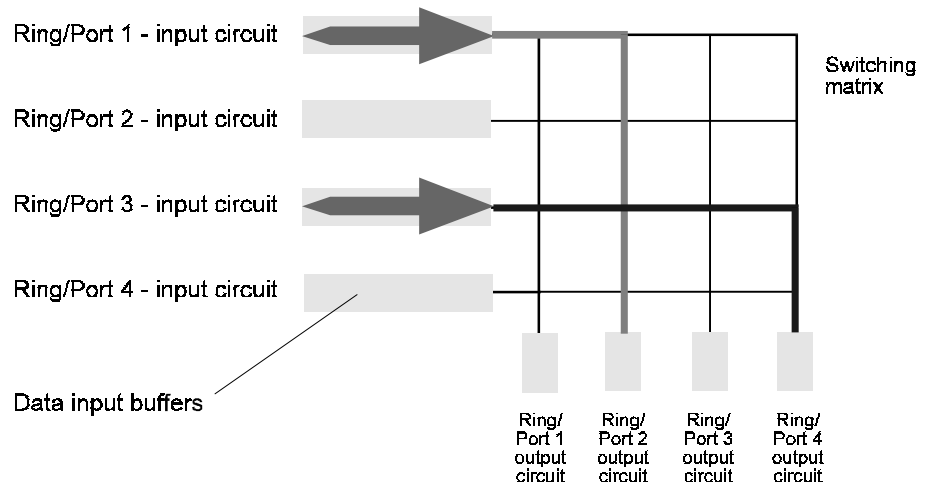 Ring/Port 1 - input circuit
Switching
matrix
Ring/Port 2 - input circuit
Ring/Port 3 - input circuit
Ring/Port 4 - input circuit
Data input buffers
Ring/
Port 1
output
circuit
Ring/
Port 2
output
circuit
Ring/
Port 3
output
circuit
Ring/
Port 4
output
circuit